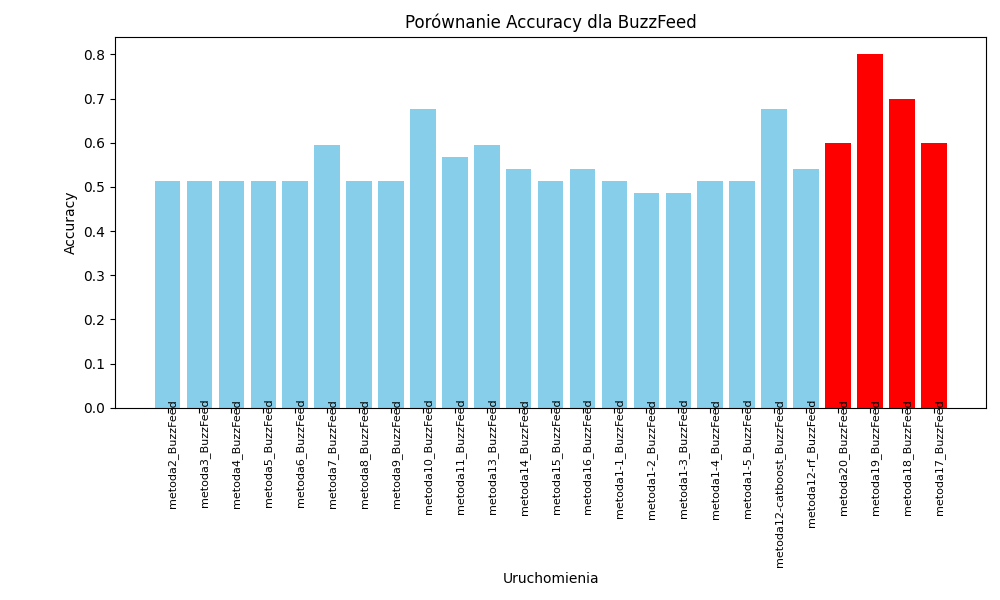 Porównanie Accuracy dla BuzzFeed
Accuracy
0.8
0.7
0.6
0.5
0.4
0.3
0.2
0.1
0.0
metoda2_BuzzFeed
metoda3_BuzzFeed
metoda4_BuzzFeed
metoda5_BuzzFeed
metoda6_BuzzFeed
metoda7_BuzzFeed
metoda8_BuzzFeed
metoda9_BuzzFeed
metoda10_BuzzFeed
metoda11_BuzzFeed
metoda13_BuzzFeed
metoda14_BuzzFeed
metoda15_BuzzFeed
metoda16_BuzzFeed
metoda1-1_BuzzFeed
metoda1-2_BuzzFeed
metoda1-3_BuzzFeed
metoda1-4_BuzzFeed
metoda1-5_BuzzFeed
metoda12-catboost_BuzzFeed
metoda12-rf_BuzzFeed
metoda20_BuzzFeed
metoda19_BuzzFeed
metoda18_BuzzFeed
metoda17_BuzzFeed
Uruchomienia